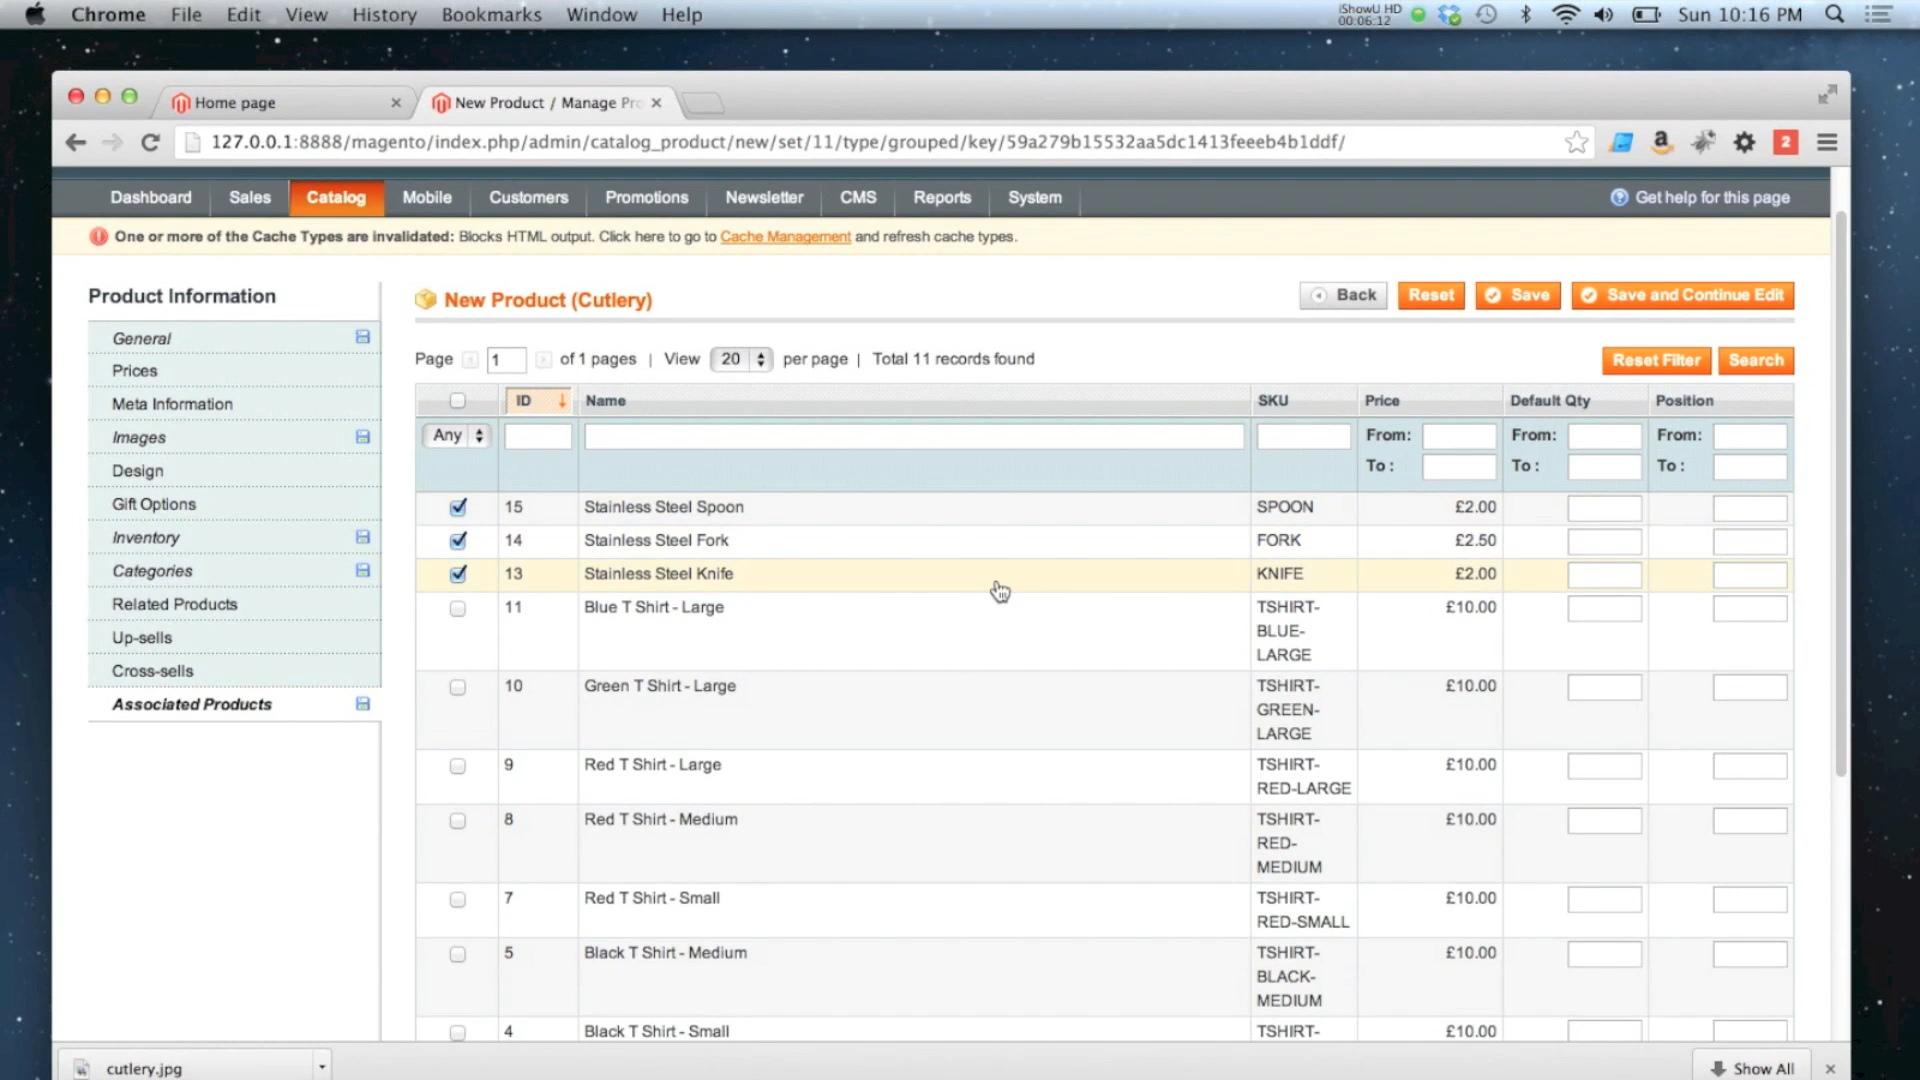 Chrome File Edit View History Bookmarks Window Help
iShowU HD
00:06:12
Sun 10:16 PM
Home page
New Product / Manage Pro
127.0.0.1:8888/magento/index.php/admin/catalog_product/new/set/11/type/grouped/key/59a279b15532aa5dc1413feeeb4b1ddf/
2
Dashboard Sales Catalog Mobile Customers Promotions Newsletter CMS Reports System
Get help for this page
One or more of the Cache Types are invalidated: Blocks HTML output. Click here to go to Cache Management and refresh cache types.
Product Information
General
Prices
Meta Information
Images
Design
Gift Options
Inventory
Categories
Related Products
Up-sells
Cross-sells
Associated Products
New Product (Cutlery)
Back Reset Save Save and Continue Edit
Page 1 of 1 pages | View 20 per page | Total 11 records found
Reset Filter Search
ID Name SKU Price Default Qty Position
Any From: From: From:
To : To : To :
15 Stainless Steel Spoon SPOON £2.00
14 Stainless Steel Fork FORK £2.50
13 Stainless Steel Knife KNIFE £2.00
11 Blue T Shirt - Large TSHIRT- £10.00
BLUE-
LARGE
10 Green T Shirt - Large TSHIRT- £10.00
GREEN-
LARGE
9 Red T Shirt - Large TSHIRT- £10.00
RED-LARGE
8 Red T Shirt - Medium TSHIRT- £10.00
RED-
MEDIUM
7 Red T Shirt - Small TSHIRT- £10.00
RED-SMALL
5 Black T Shirt - Medium TSHIRT- £10.00
BLACK-
MEDIUM
4 Black T Shirt - Small TSHIRT- £10.00
cutlery.jpg
Show All